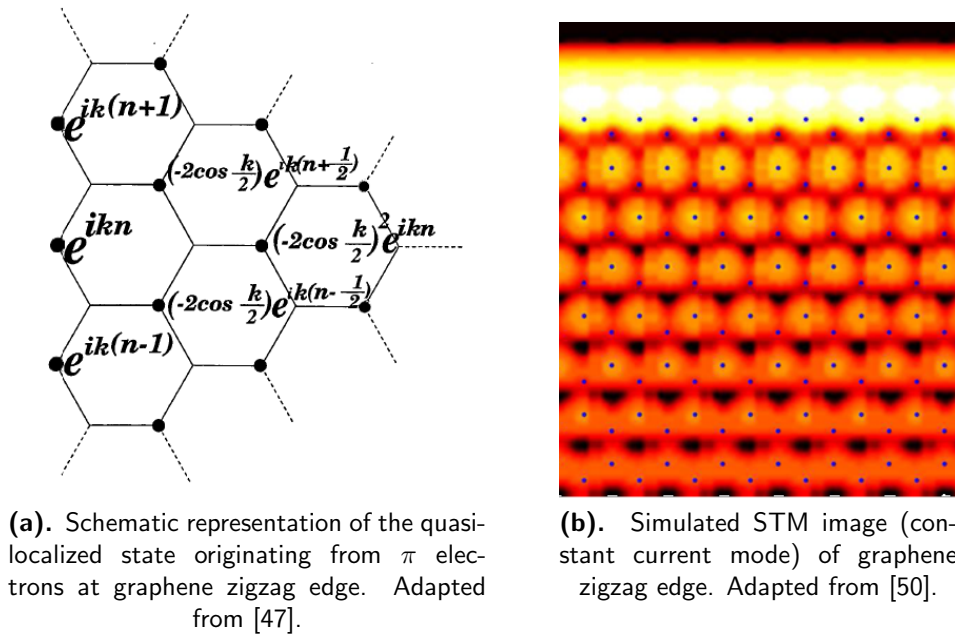 e^{ik(n+1)}
(-2cos k/2)e^{ik(n+1/2)}
e^{ikn}
(-2cos k/2)^2 e^{ikn}
(-2cos k/2)e^{ik(n-1/2)}
e^{ik(n-1)}
(a). Schematic representation of the quasi-
localized state originating from π elec-
trons at graphene zigzag edge. Adapted
from [47].
(b). Simulated STM image (con-
stant current mode) of graphene
zigzag edge. Adapted from [50].